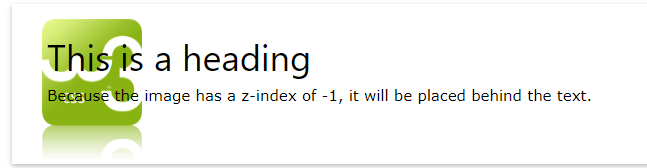 This is a heading
Because the image has a z-index of -1, it will be placed behind the text.